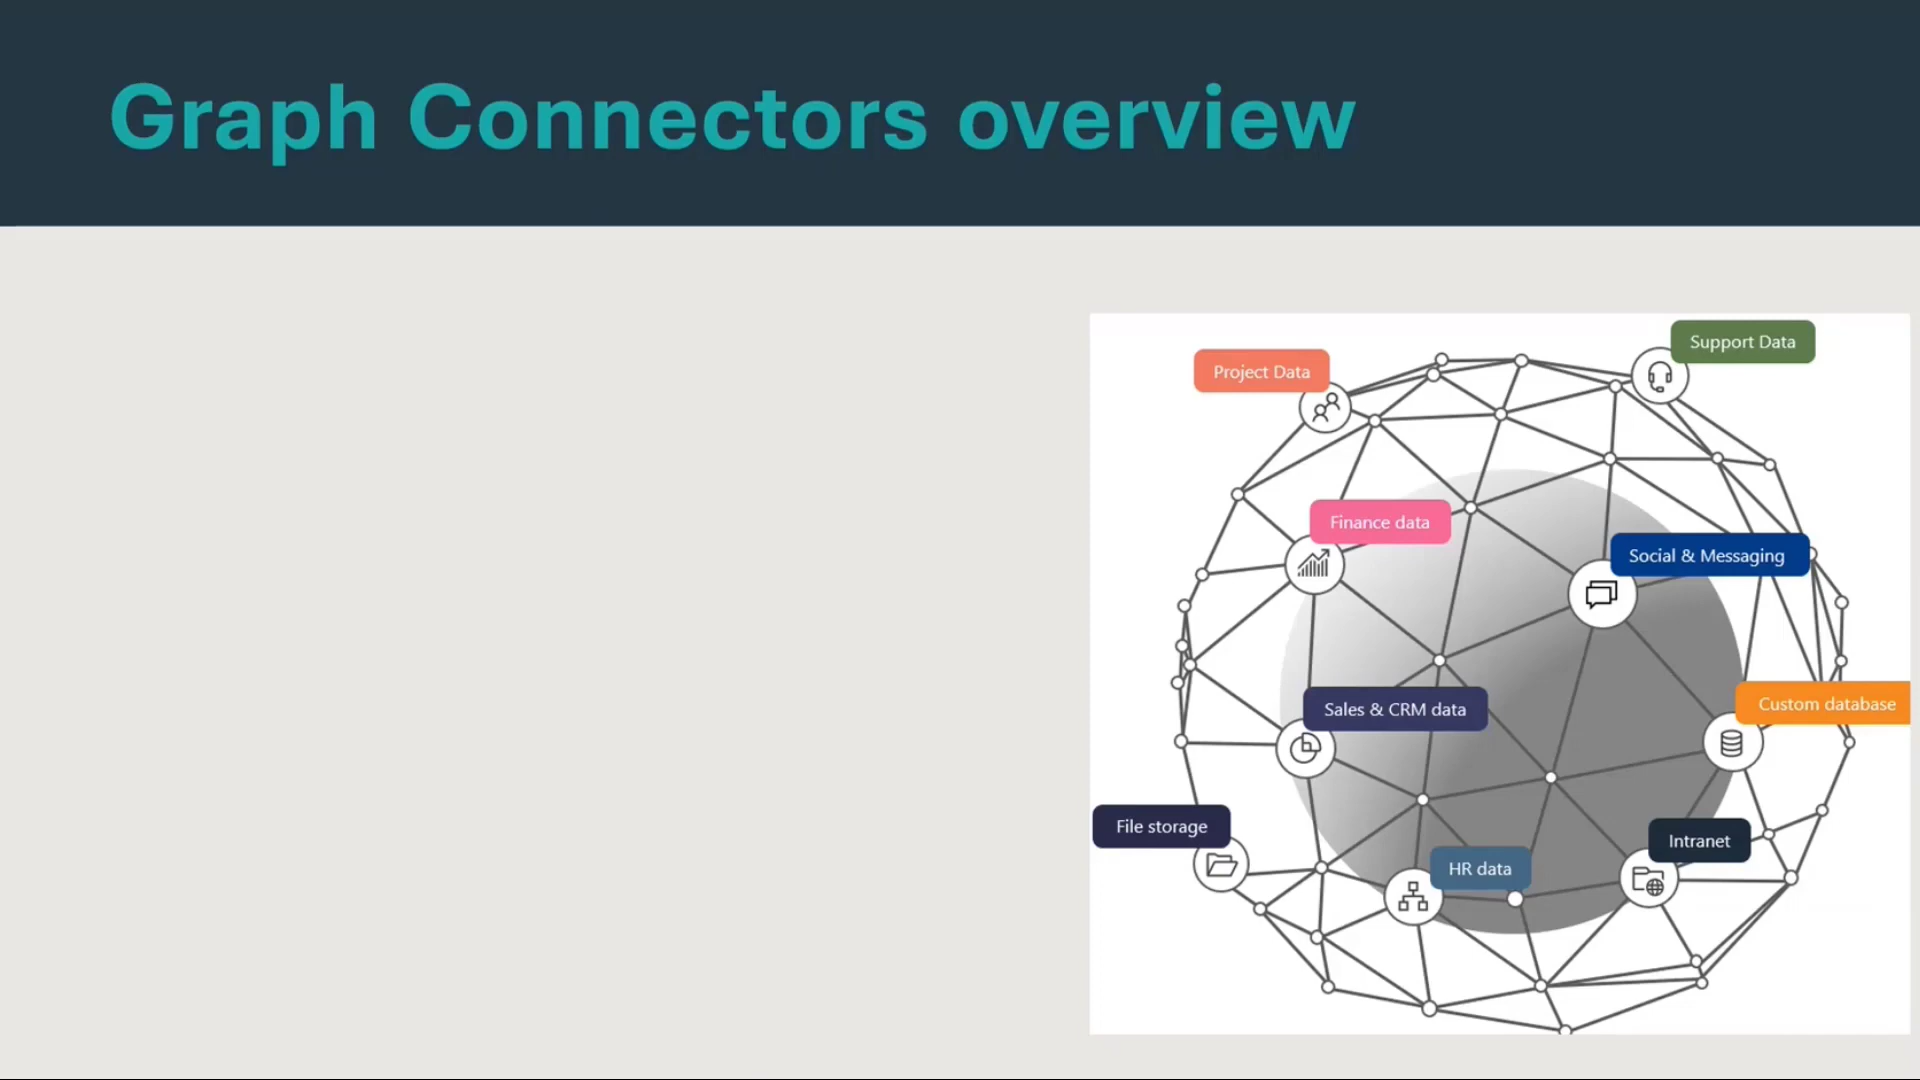 Graph Connectors overview
Support Data
Project Data
Finance data
Social & Messaging
Custom database
Sales & CRM data
File storage
Intranet
HR data